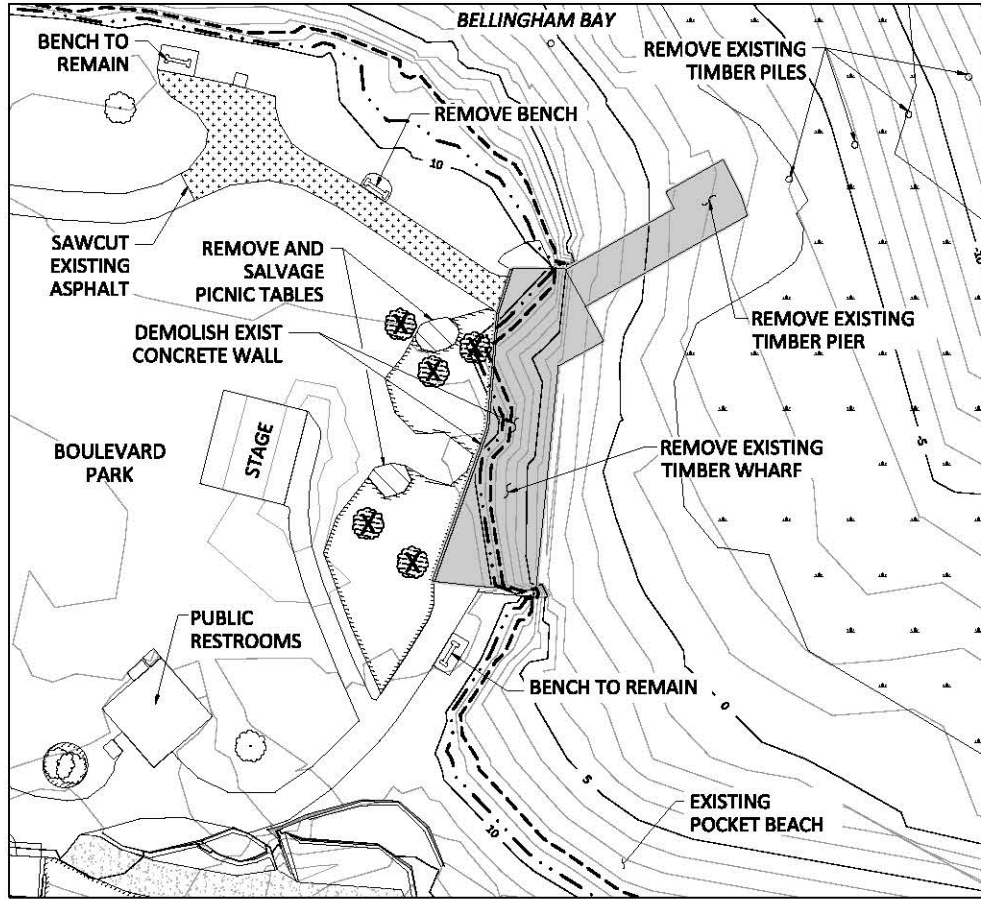 BELLINGHAM BAY
BENCH TO
REMAIN
REMOVE EXISTING
TIMBER PILES
REMOVE BENCH
10
SAWCUT
EXISTING
ASPHALT
REMOVE AND
SALVAGE
PICNIC TABLES
DEMOLISH EXIST
CONCRETE WALL
REMOVE EXISTING
TIMBER PIER
BOULEVARD
PARK
STAGE
REMOVE EXISTING
TIMBER WHARF
-5
PUBLIC
RESTROOMS
BENCH TO REMAIN
0
5
EXISTING
POCKET BEACH
10